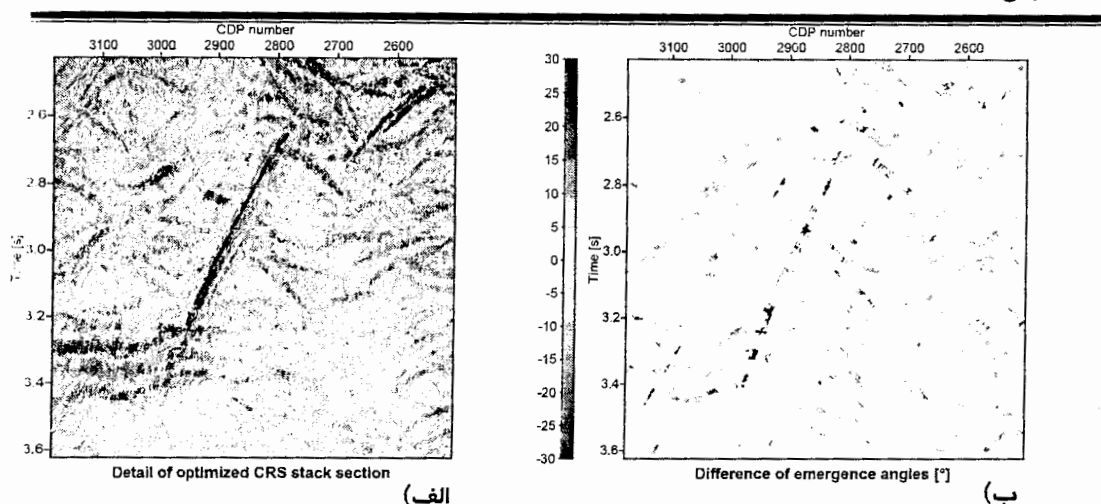 CDP number
3100 3000 2900 2800 2700 2600
2.6
2.8
3.0
3.2
3.4
3.6
Time [s]
Detail of optimized CRS stack section
الف)
30
25
20
15
10
5
0
-5
-10
-15
-20
-25
-30
CDP number
3100 3000 2900 2800 2700 2600
2.6
2.8
3.0
3.2
3.4
3.6
Time [s]
Difference of emergence angles [°]
ب)